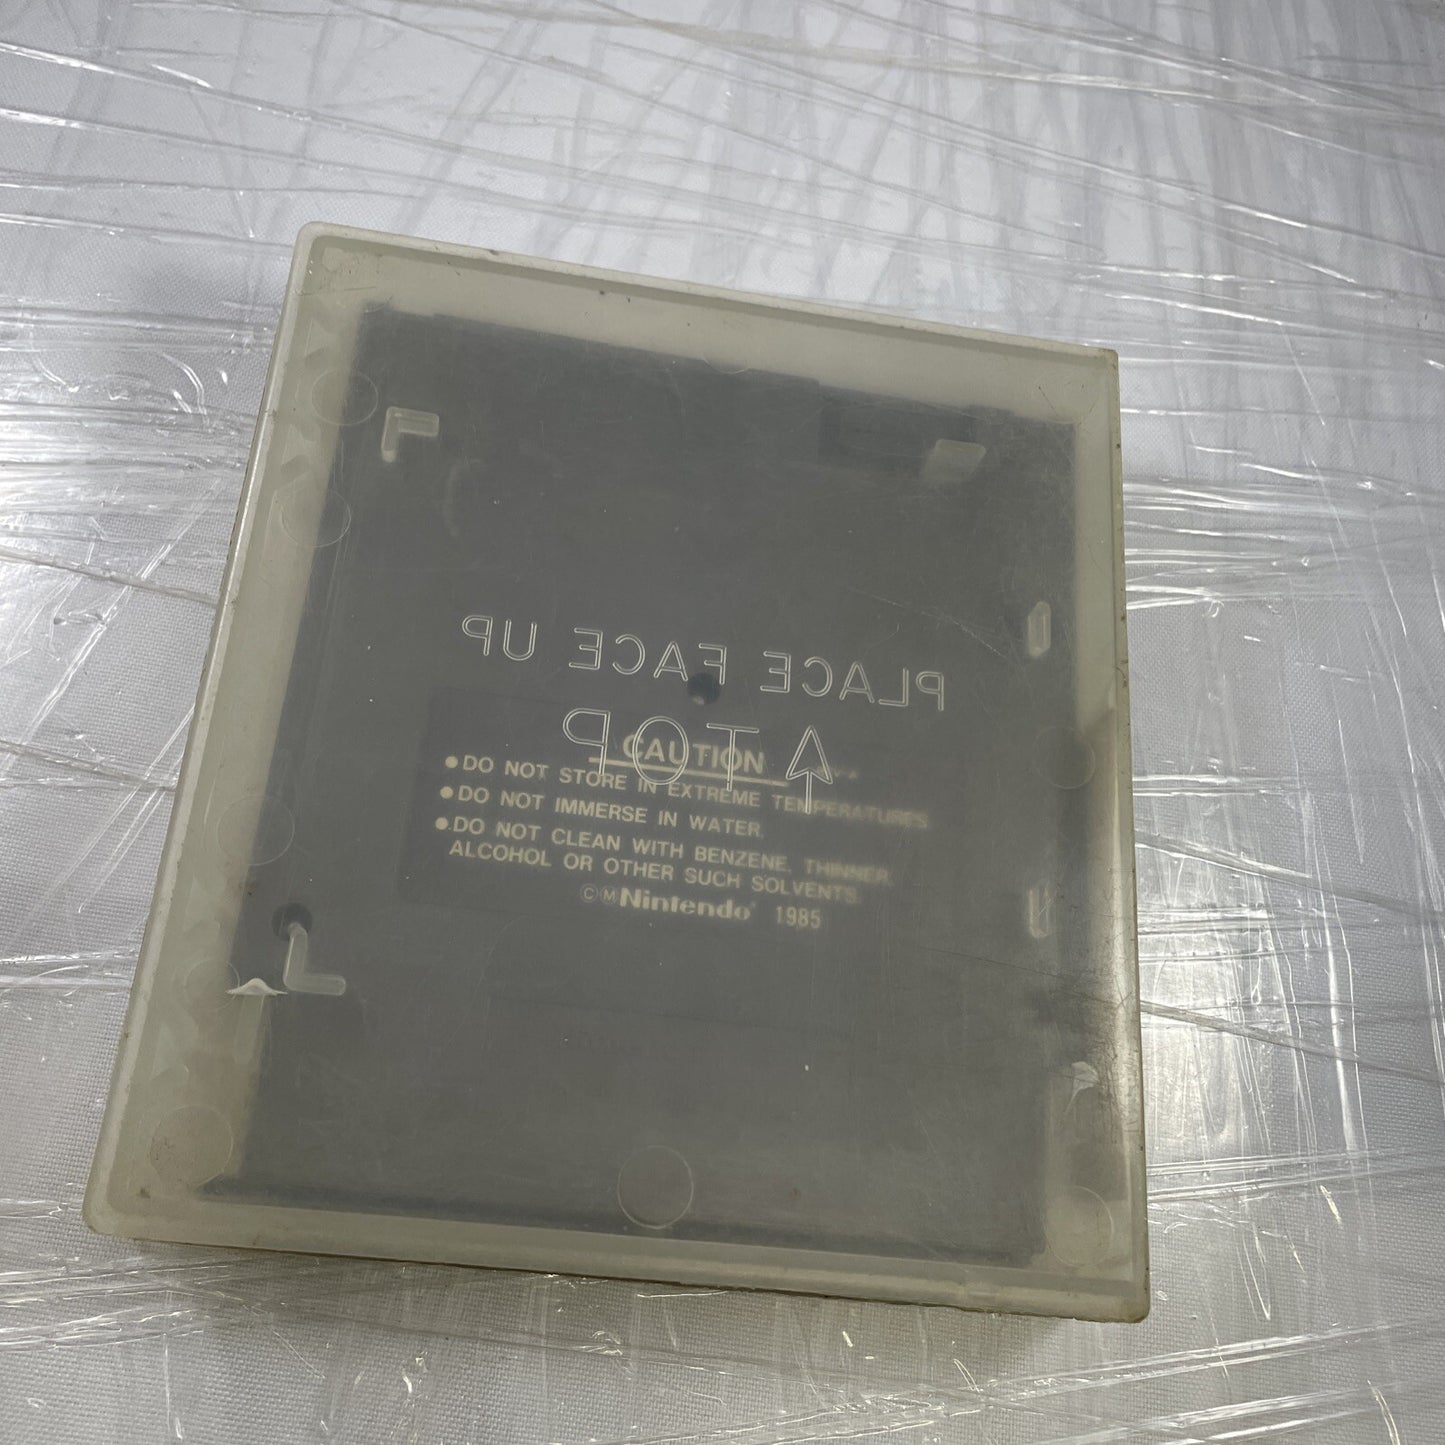 PLACE FACE UP
TOP
CAUTION
•DO NOT STORE IN EXTREME TEMPERATURES.
•DO NOT IMMERSE IN WATER.
•DO NOT CLEAN WITH BENZENE, THINNER,
ALCOHOL OR OTHER SUCH SOLVENTS.
©Ⓜ Nintendo® 1985